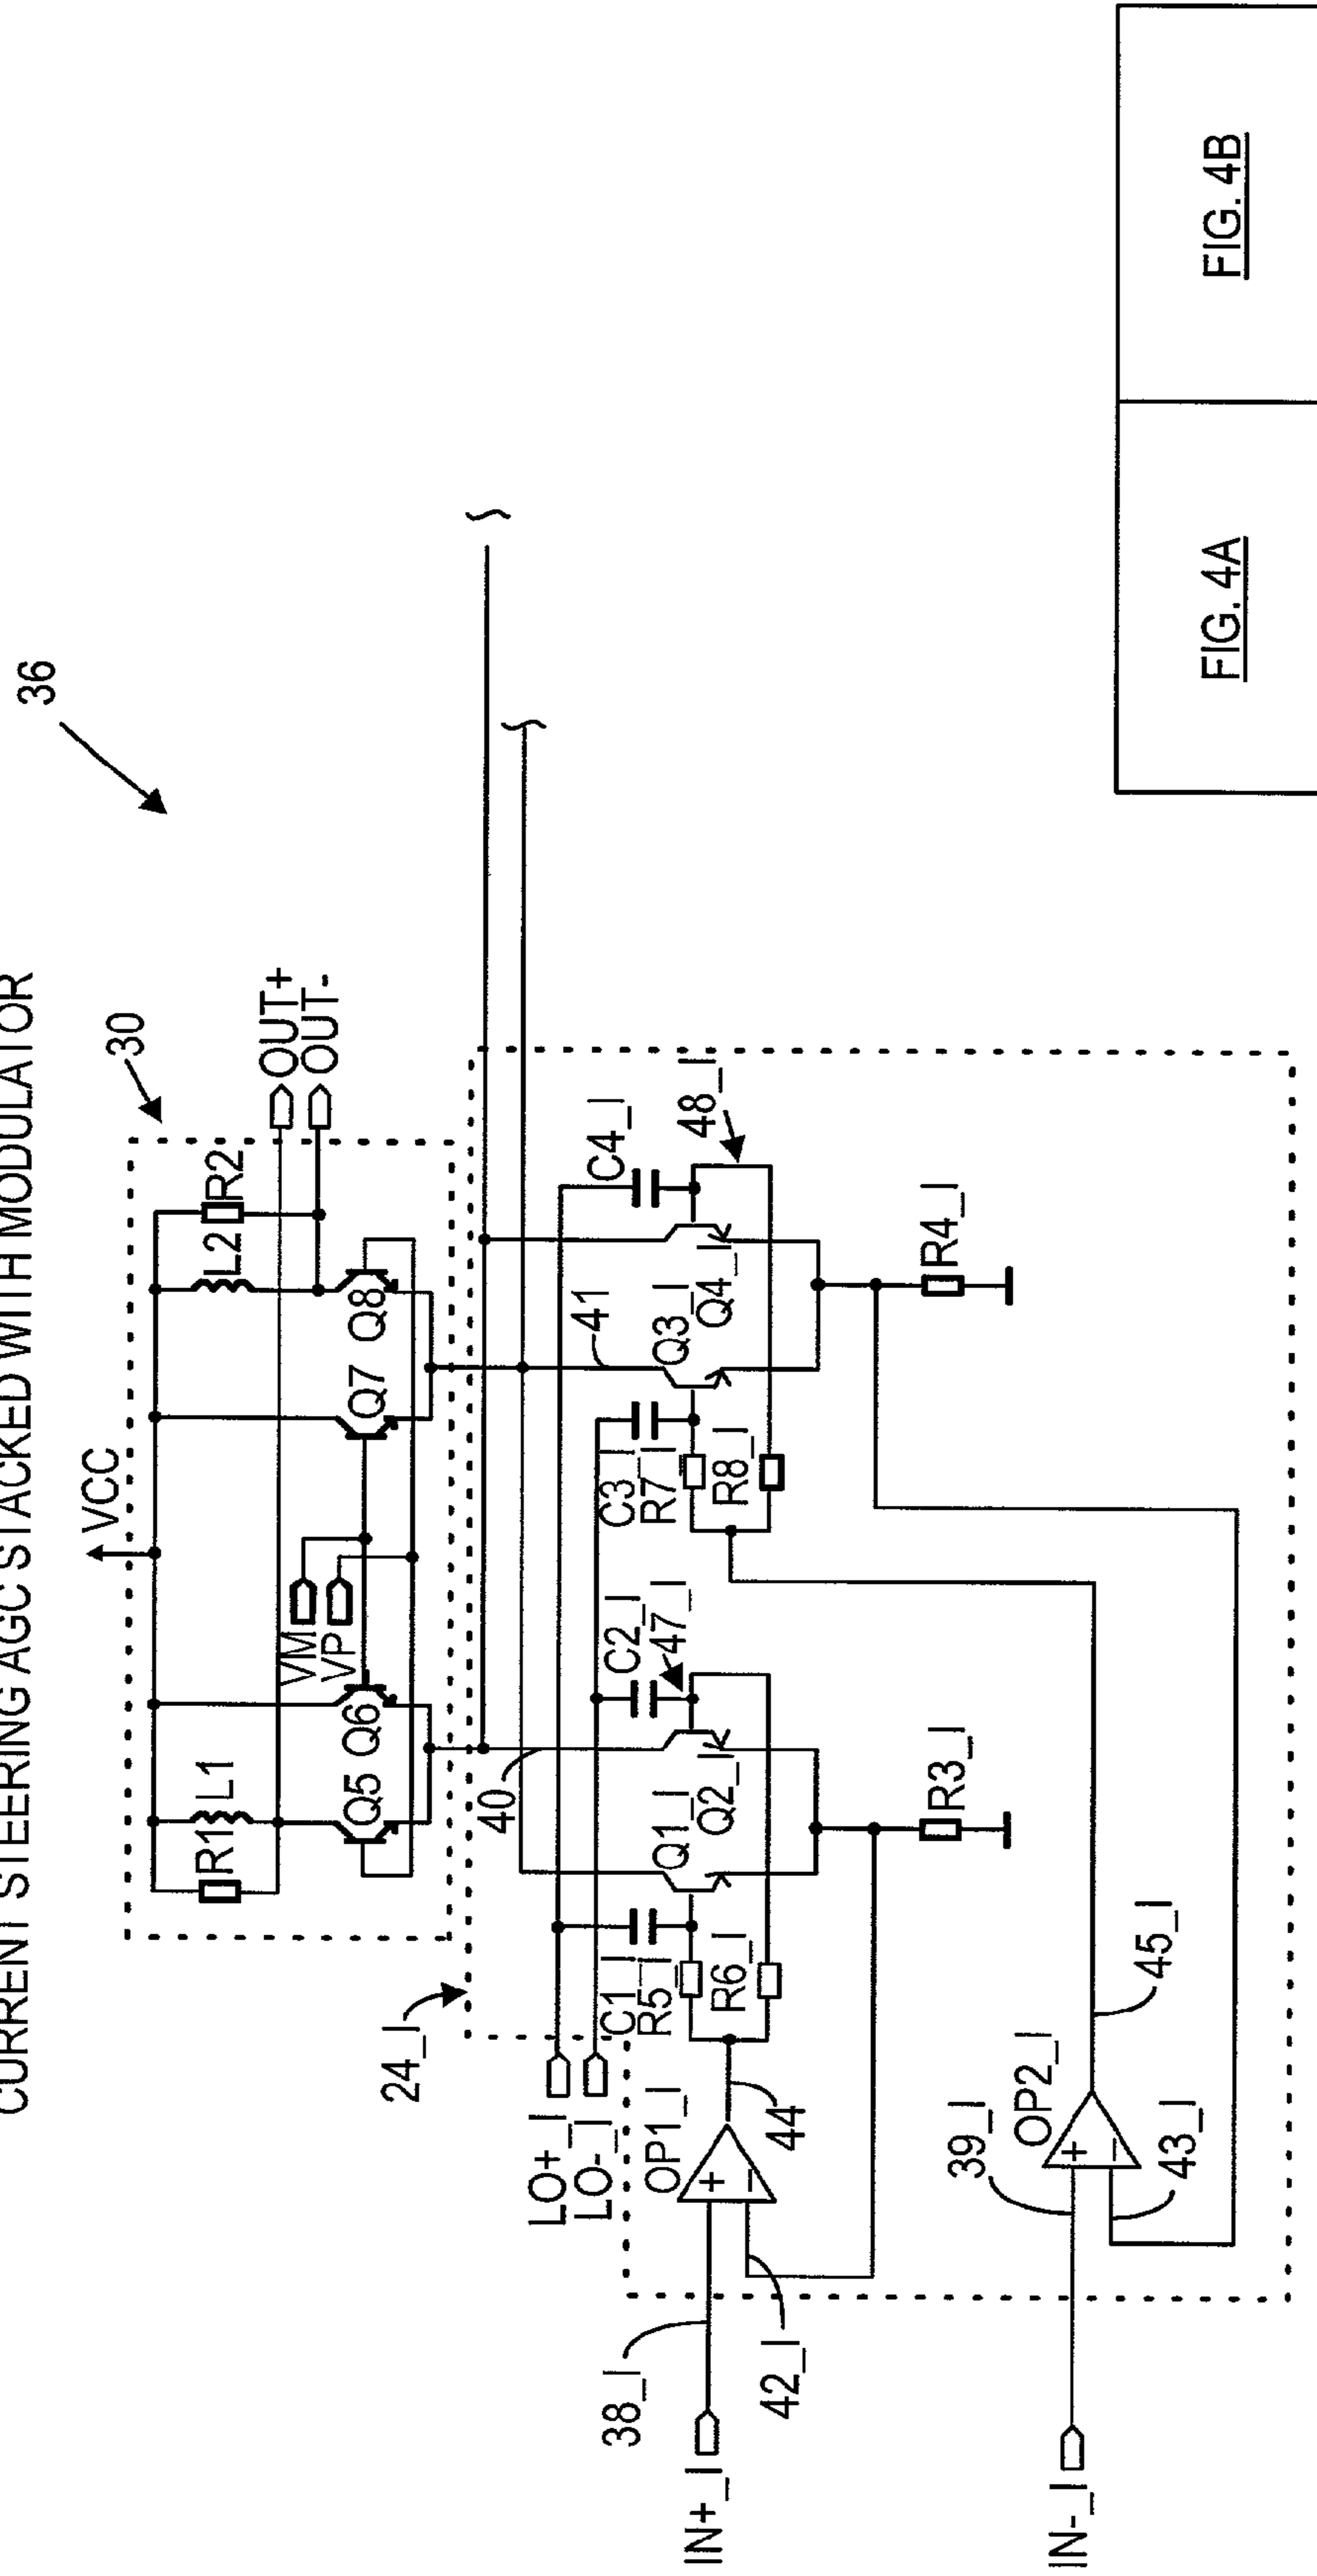 CURRENT STEERING AGC STACKED WITH MODULATOR
36
30
VCC
R1
L1
Q5
Q6
VM
VP
Q7
Q8
L2
R2
OUT+
OUT-
24_I
40
41
LO+_I
LO-_I
C1_I
R5_I
R6_I
Q1_I
Q2_I
C2_I
47_I
C3_I
R7_I
R8_I
Q3_I
Q4_I
C4_I
48_I
OP1_I
+
-
44
R3_I
R4_I
IN+_I
38_I
42_I
IN-_I
39_I
OP2_I
+
-
43_I
45_I
FIG. 4A
FIG. 4B